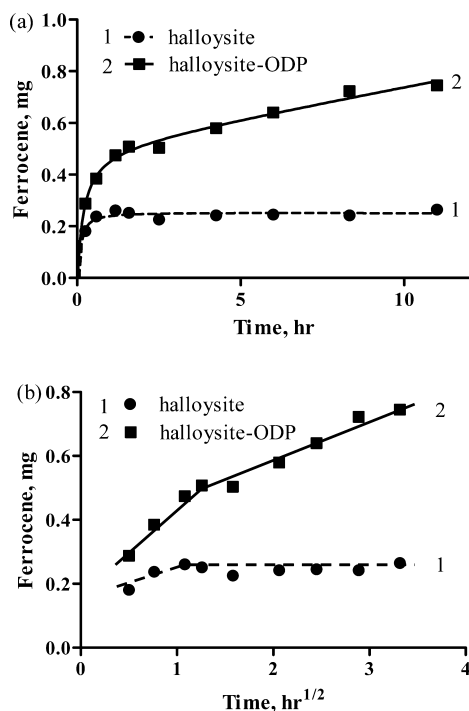 (a)
1 halloysite
2 halloysite-ODP
Ferrocene, mg
0.8
0.6
0.4
0.2
0.0
0 5 10
Time, hr
2
1
(b)
1 halloysite
2 halloysite-ODP
Ferrocene, mg
0.8
0.6
0.4
0.2
0.0
0 1 2 3 4
Time, hr1/2
2
1